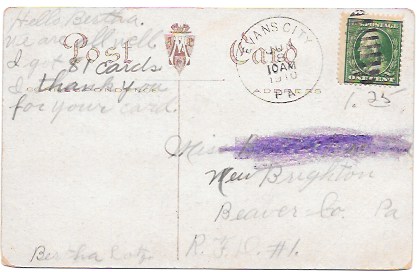 Hello Bertha.
we are all well
I got 81 cards
thank you
for your card.
Bertha
Post Card
ADDRESS
EVANS CITY
10 AM
1910
PA.
ONE CENT
1.25
Miss
New Brighton
Beaver Co. Pa
R.F.D. #1.